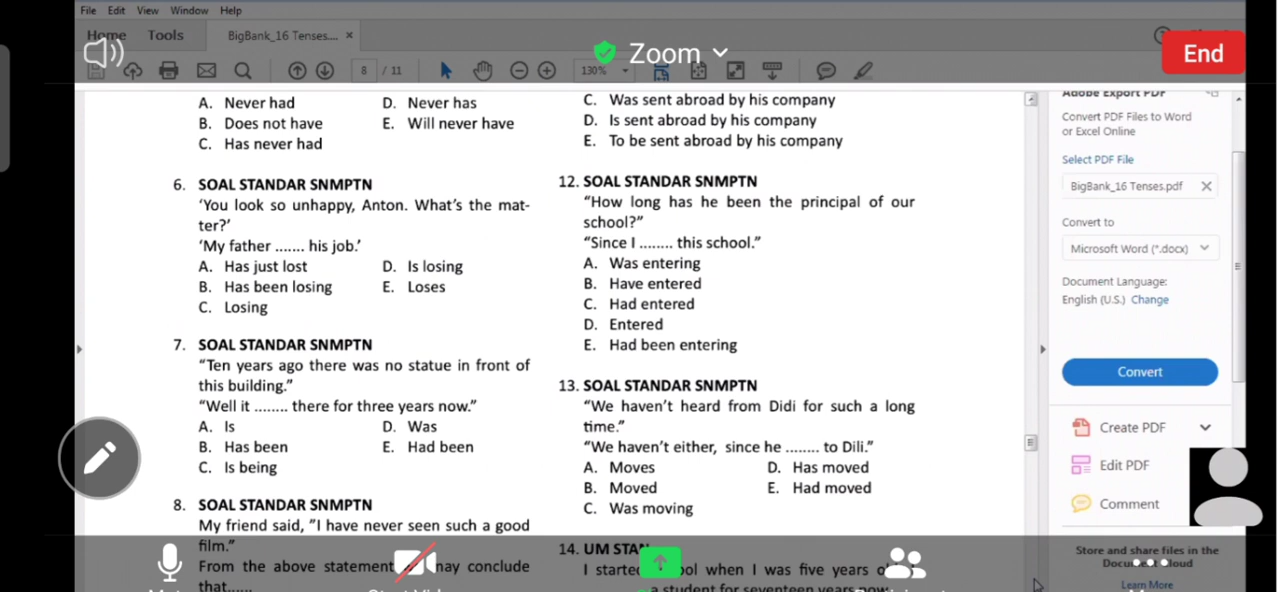 File Edit View Window Help
Home Tools BigBank_16 Tenses.... ×
Zoom
End
8 / 11
130%
A. Never had D. Never has
B. Does not have E. Will never have
C. Has never had
6. SOAL STANDAR SNMPTN
‘You look so unhappy, Anton. What’s the mat-
ter?’
‘My father ....... his job.’
A. Has just lost D. Is losing
B. Has been losing E. Loses
C. Losing
7. SOAL STANDAR SNMPTN
“Ten years ago there was no statue in front of
this building.”
“Well it ........ there for three years now.”
A. Is D. Was
B. Has been E. Had been
C. Is being
8. SOAL STANDAR SNMPTN
My friend said, ”I have never seen such a good
film.”
From the above statement may conclude
that......
C. Was sent abroad by his company
D. Is sent abroad by his company
E. To be sent abroad by his company
12. SOAL STANDAR SNMPTN
“How long has he been the principal of our
school?”
“Since I ........ this school.”
A. Was entering
B. Have entered
C. Had entered
D. Entered
E. Had been entering
13. SOAL STANDAR SNMPTN
“We haven’t heard from Didi for such a long
time.”
“We haven’t either, since he ........ to Dili.”
A. Moves D. Has moved
B. Moved E. Had moved
C. Was moving
14. UM
I started when I was five years
a student for seventeen years now
Adobe Export PDF
Convert PDF Files to Word
or Excel Online
Select PDF File
BigBank_16 Tenses.pdf ×
Convert to
Microsoft Word (*.docx)
Document Language:
English (U.S.) Change
Convert
Create PDF
Edit PDF
Comment
Store and share files in the
Document Cloud
Learn More